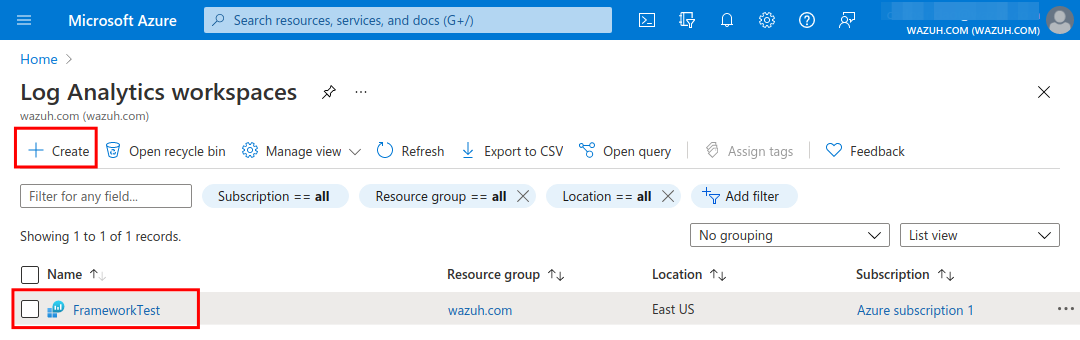 Microsoft Azure Search resources, services, and docs (G+/)
WAZUH.COM (WAZUH.COM)
Home >
Log Analytics workspaces ...
wazuh.com (wazuh.com)
+ Create Open recycle bin Manage view Refresh Export to CSV Open query Assign tags Feedback
Filter for any field... Subscription == all Resource group == all Location == all Add filter
Showing 1 to 1 of 1 records. No grouping List view
Name Resource group Location Subscription
FrameworkTest wazuh.com East US Azure subscription 1 ...